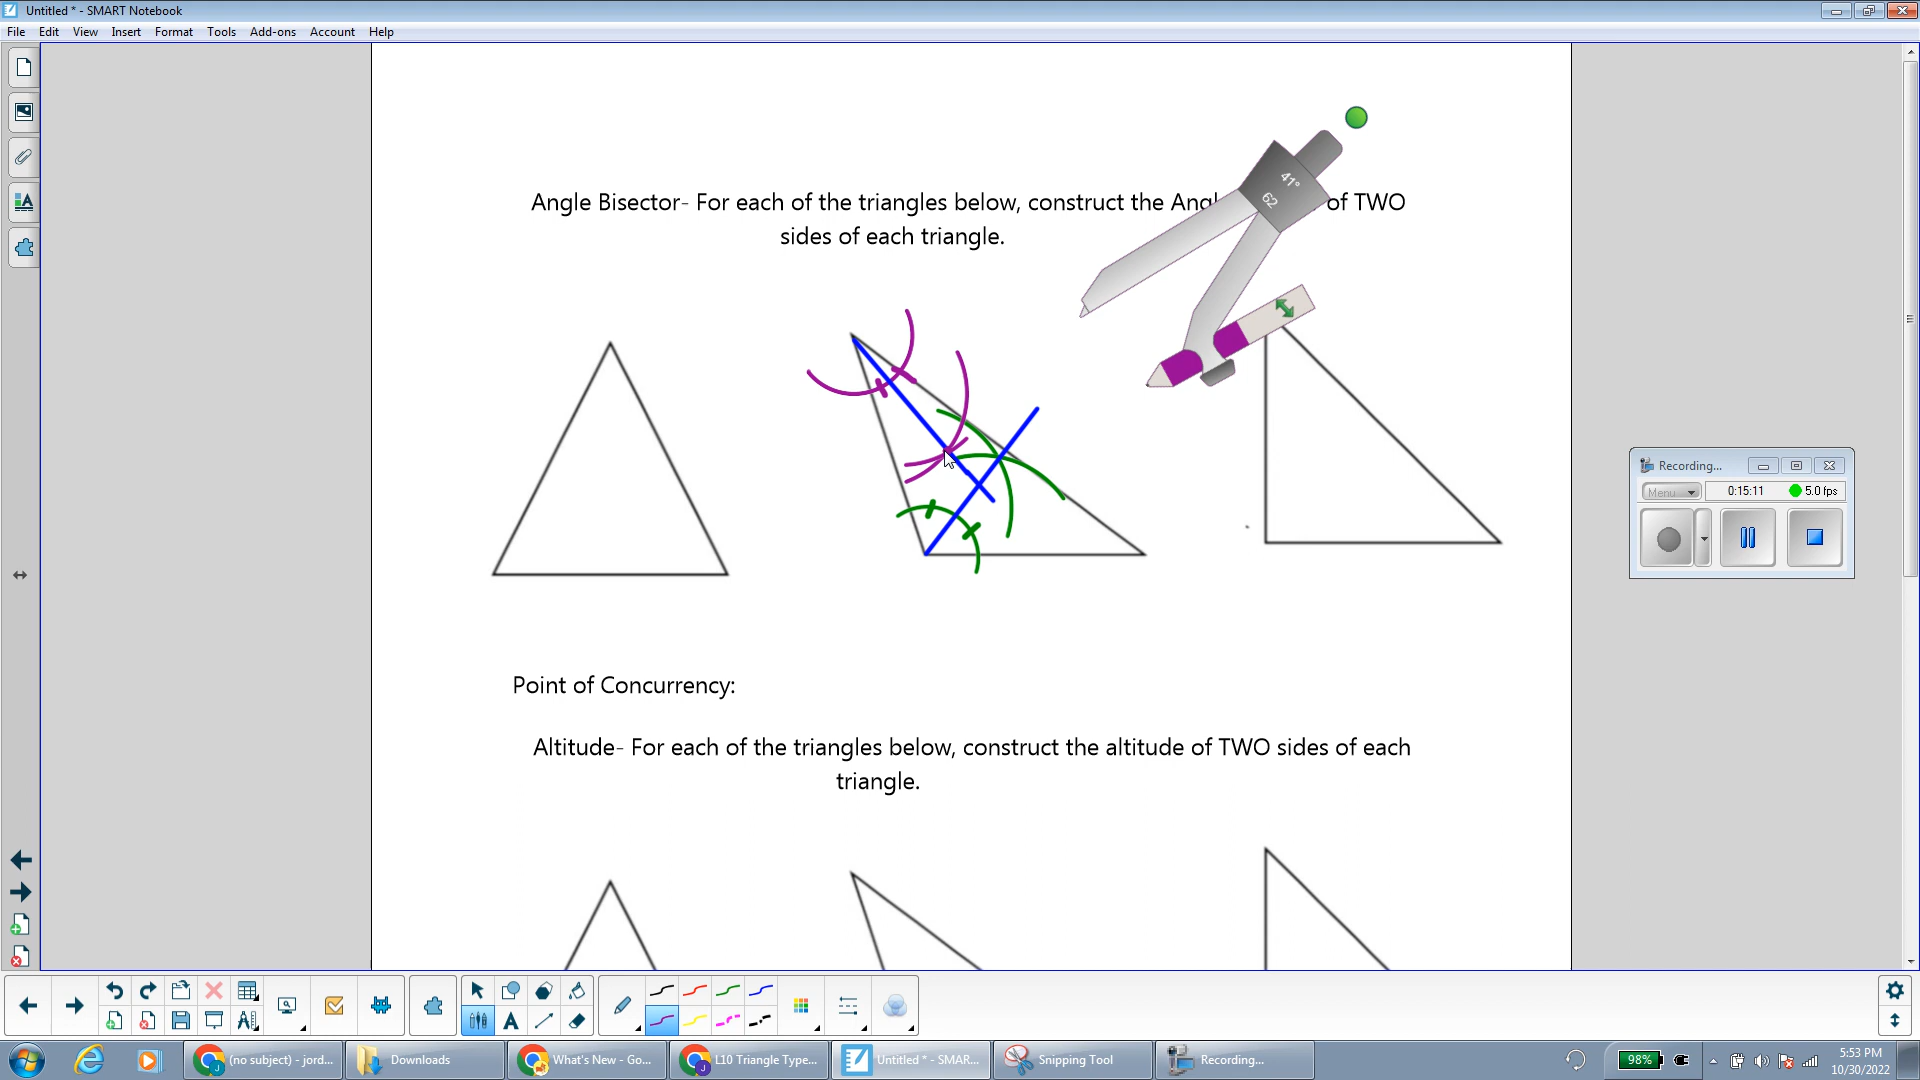 Untitled * - SMART Notebook
File Edit View Insert Format Tools Add-ons Account Help
Angle Bisector- For each of the triangles below, construct the Angl of TWO
sides of each triangle.
41°
62
Recording...
Menu 0:15:11 5.0 fps
Point of Concurrency:
Altitude- For each of the triangles below, construct the altitude of TWO sides of each
triangle.
(no subject) - jord... Downloads What's New - Go... L10 Triangle Type... Untitled * - SMAR... Snipping Tool Recording... 98% 5:53 PM
10/30/2022